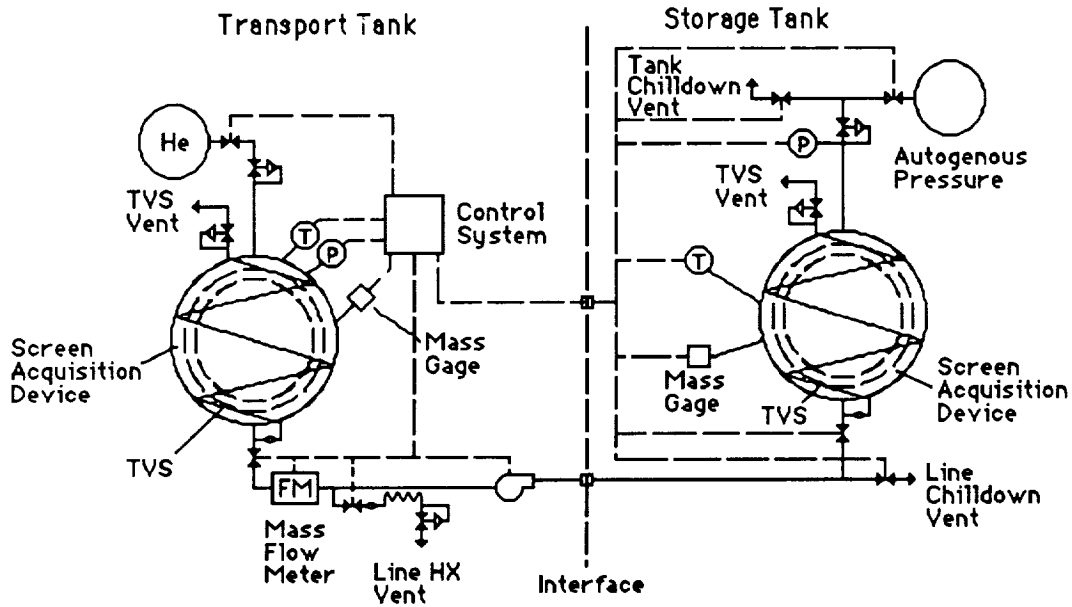 Transport Tank
Storage Tank
Tank
Chilldown
Vent
He
P
Autogenous
Pressure
TVS
Vent
TVS
Vent
Control
System
T
P
T
Mass
Gage
Screen
Acquisition
Device
Mass
Gage
Screen
Acquisition
Device
TVS
TVS
FM
Line
Chilldown
Vent
Mass
Flow
Meter
Line HX
Vent
Interface